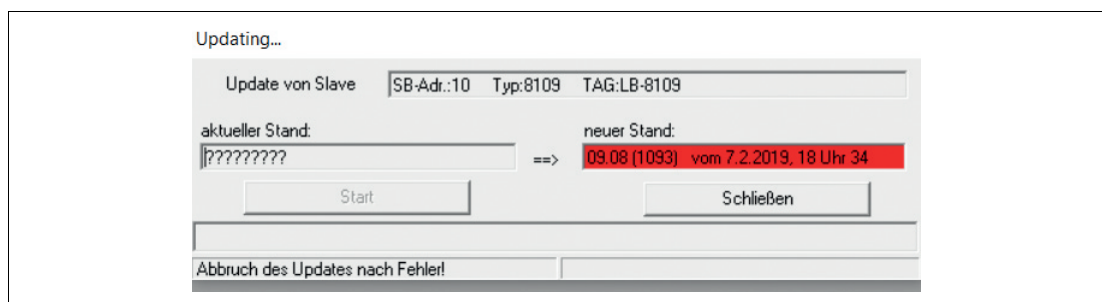 Updating...
Update von Slave SB-Adr.:10 Typ:8109 TAG:LB-8109
aktueller Stand: neuer Stand:
????????? ==> 09.08 (1093) vom 7.2.2019, 18 Uhr 34
Start Schließen
Abbruch des Updates nach Fehler!